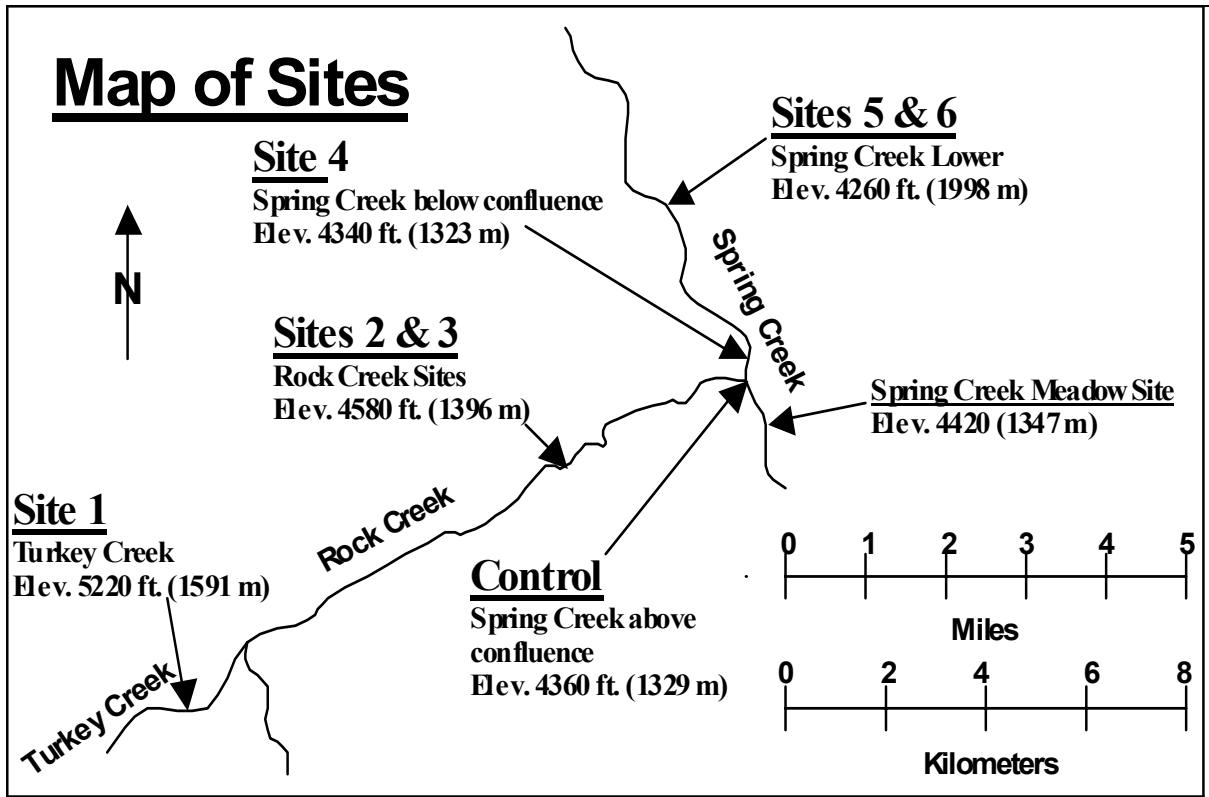 Map of Sites
Site 4
Spring Creek below confluence
Elev. 4340 ft. (1323 m)
Sites 5 & 6
Spring Creek Lower
Elev. 4260 ft. (1998 m)
N
Spring Creek
Sites 2 & 3
Rock Creek Sites
Elev. 4580 ft. (1396 m)
Spring Creek Meadow Site
Elev. 4420 (1347 m)
Site 1
Turkey Creek
Elev. 5220 ft. (1591 m)
Rock Creek
Control
Spring Creek above
confluence
Elev. 4360 ft. (1329 m)
Turkey Creek
0 1 2 3 4 5
Miles
0 2 4 6 8
Kilometers